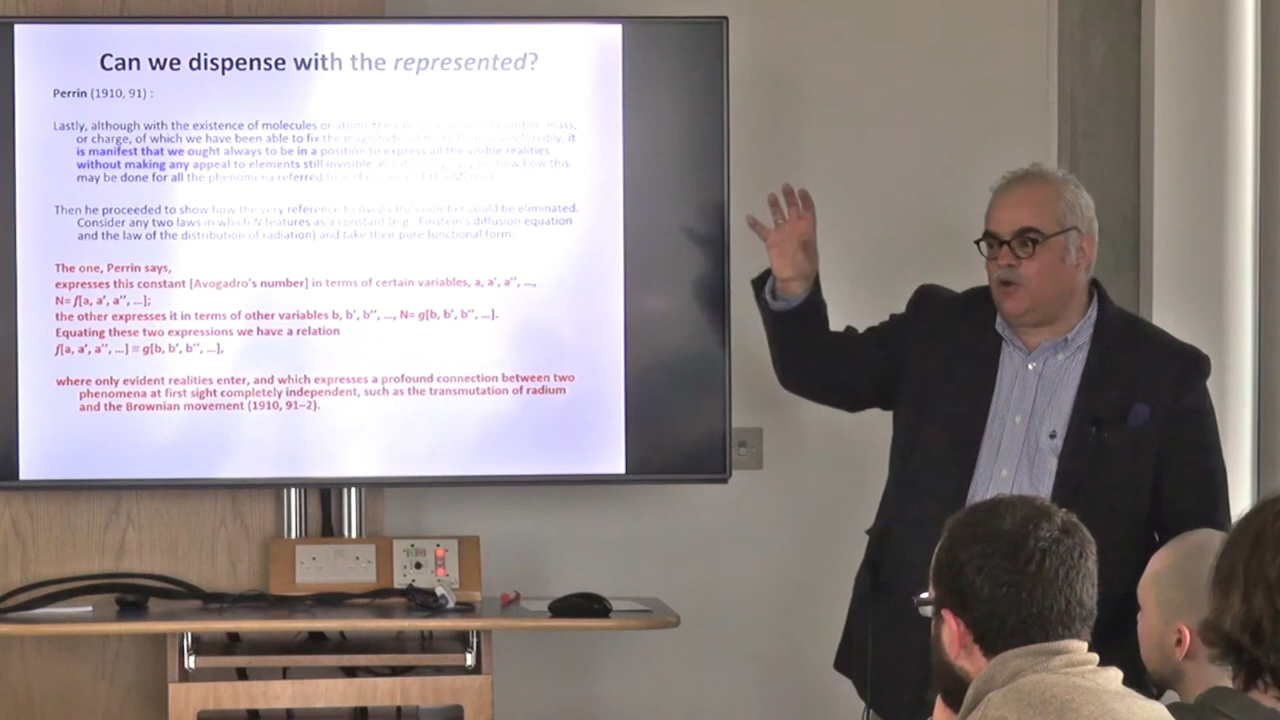 Can we dispense with the represented?
Perrin (1910, 91) :
Lastly, although with the existence of molecules or atoms the number, mass,
or charge, of which we have been able to fix the it
is manifest that we ought always to be in a position to express all the visible realities
without making any appeal to elements still invisible. how this
may be done for all the phenomena referred
Then he proceeded to show how the very reference to Avogadro's number could be eliminated.
Consider any two laws in which N features as a constant (e.g., Einstein's diffusion equation
and the law of the distribution of radiation) and take their pure functional form.
The one, Perrin says,
expresses this constant [Avogadro's number] in terms of certain variables, a, a′, a′′, …,
N= f[a, a′, a′′, …];
the other expresses it in terms of other variables b, b′, b′′, …, N= g[b, b′, b′′, …].
Equating these two expressions we have a relation
f[a, a′, a′′, …] ≡ g[b, b′, b′′, …],
where only evident realities enter, and which expresses a profound connection between two
phenomena at first sight completely independent, such as the transmutation of radium
and the Brownian movement (1910, 91–2).